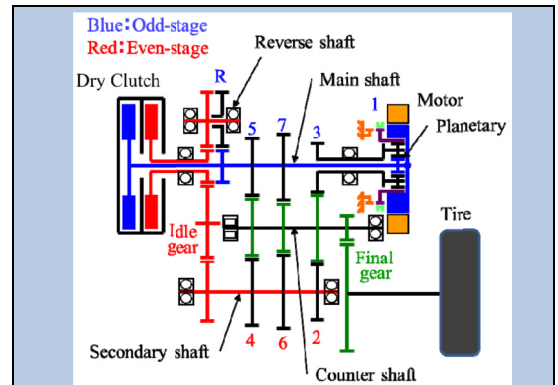 Blue:Odd-stage
Red:Even-stage
Reverse shaft
Dry Clutch
R
Main shaft
1
Motor
Planetary
5
7
3
Tire
Idle
gear
Final
gear
Secondary shaft
4
6
2
Counter shaft